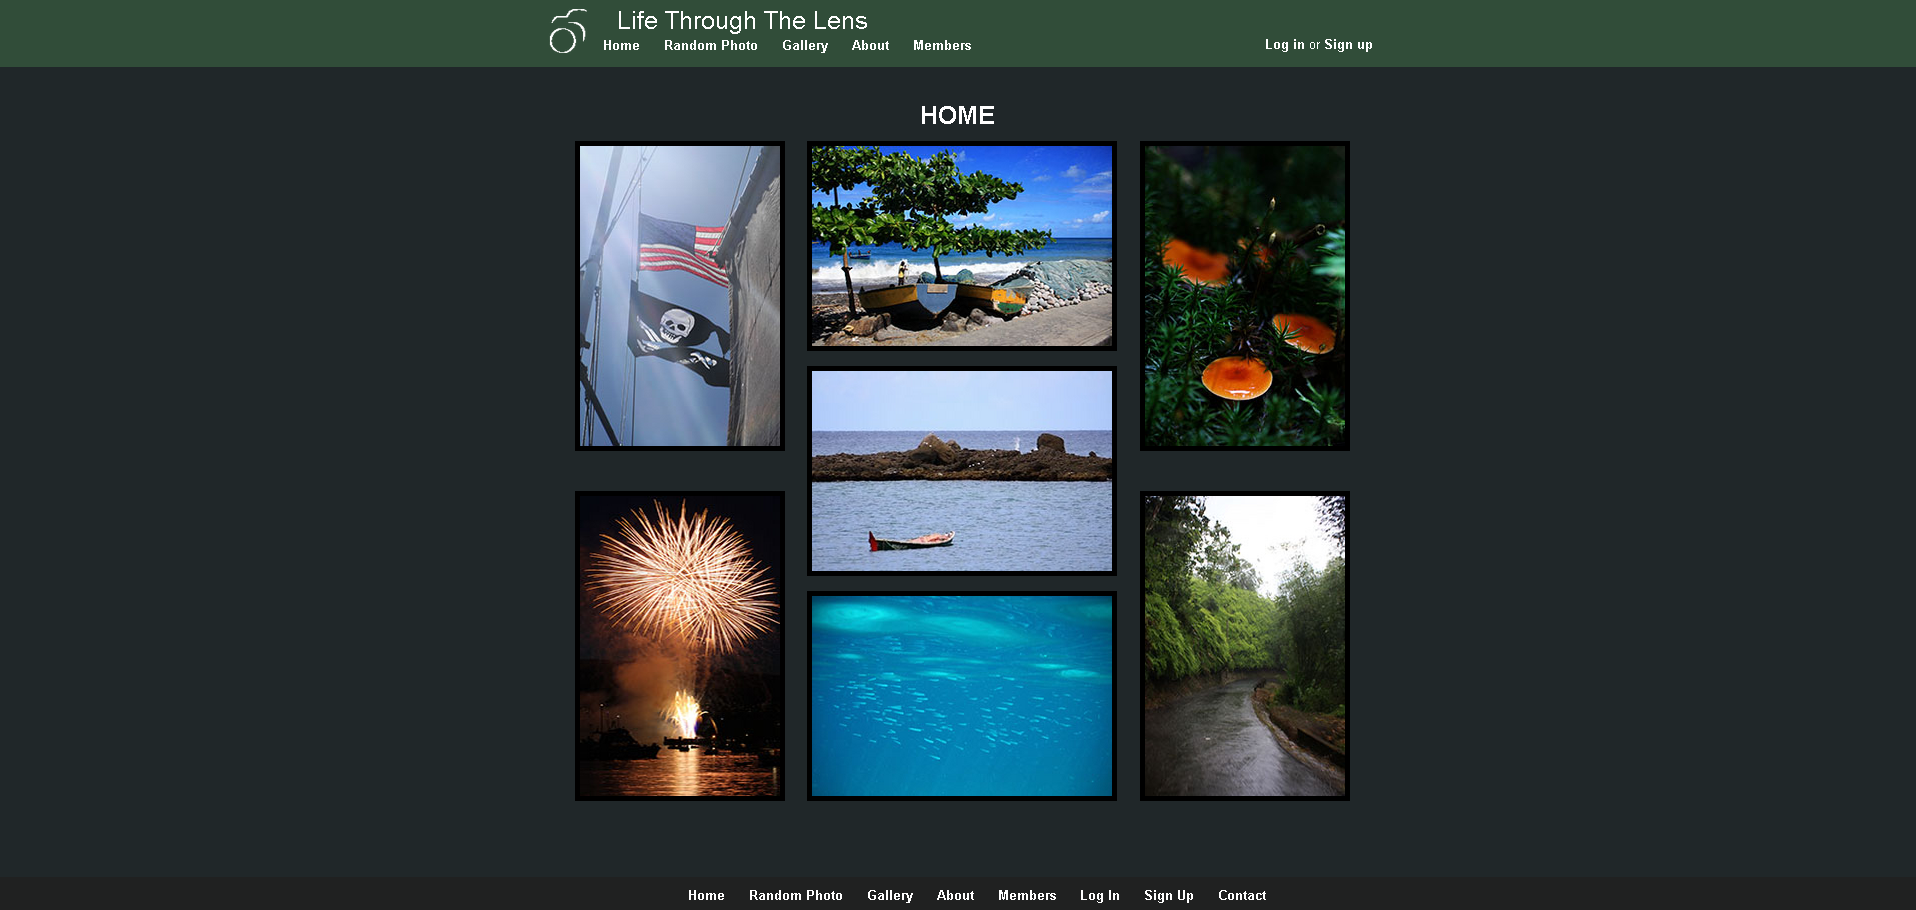 Life Through The Lens
Home Random Photo Gallery About Members
Log in or Sign up
HOME
Home Random Photo Gallery About Members Log In Sign Up Contact